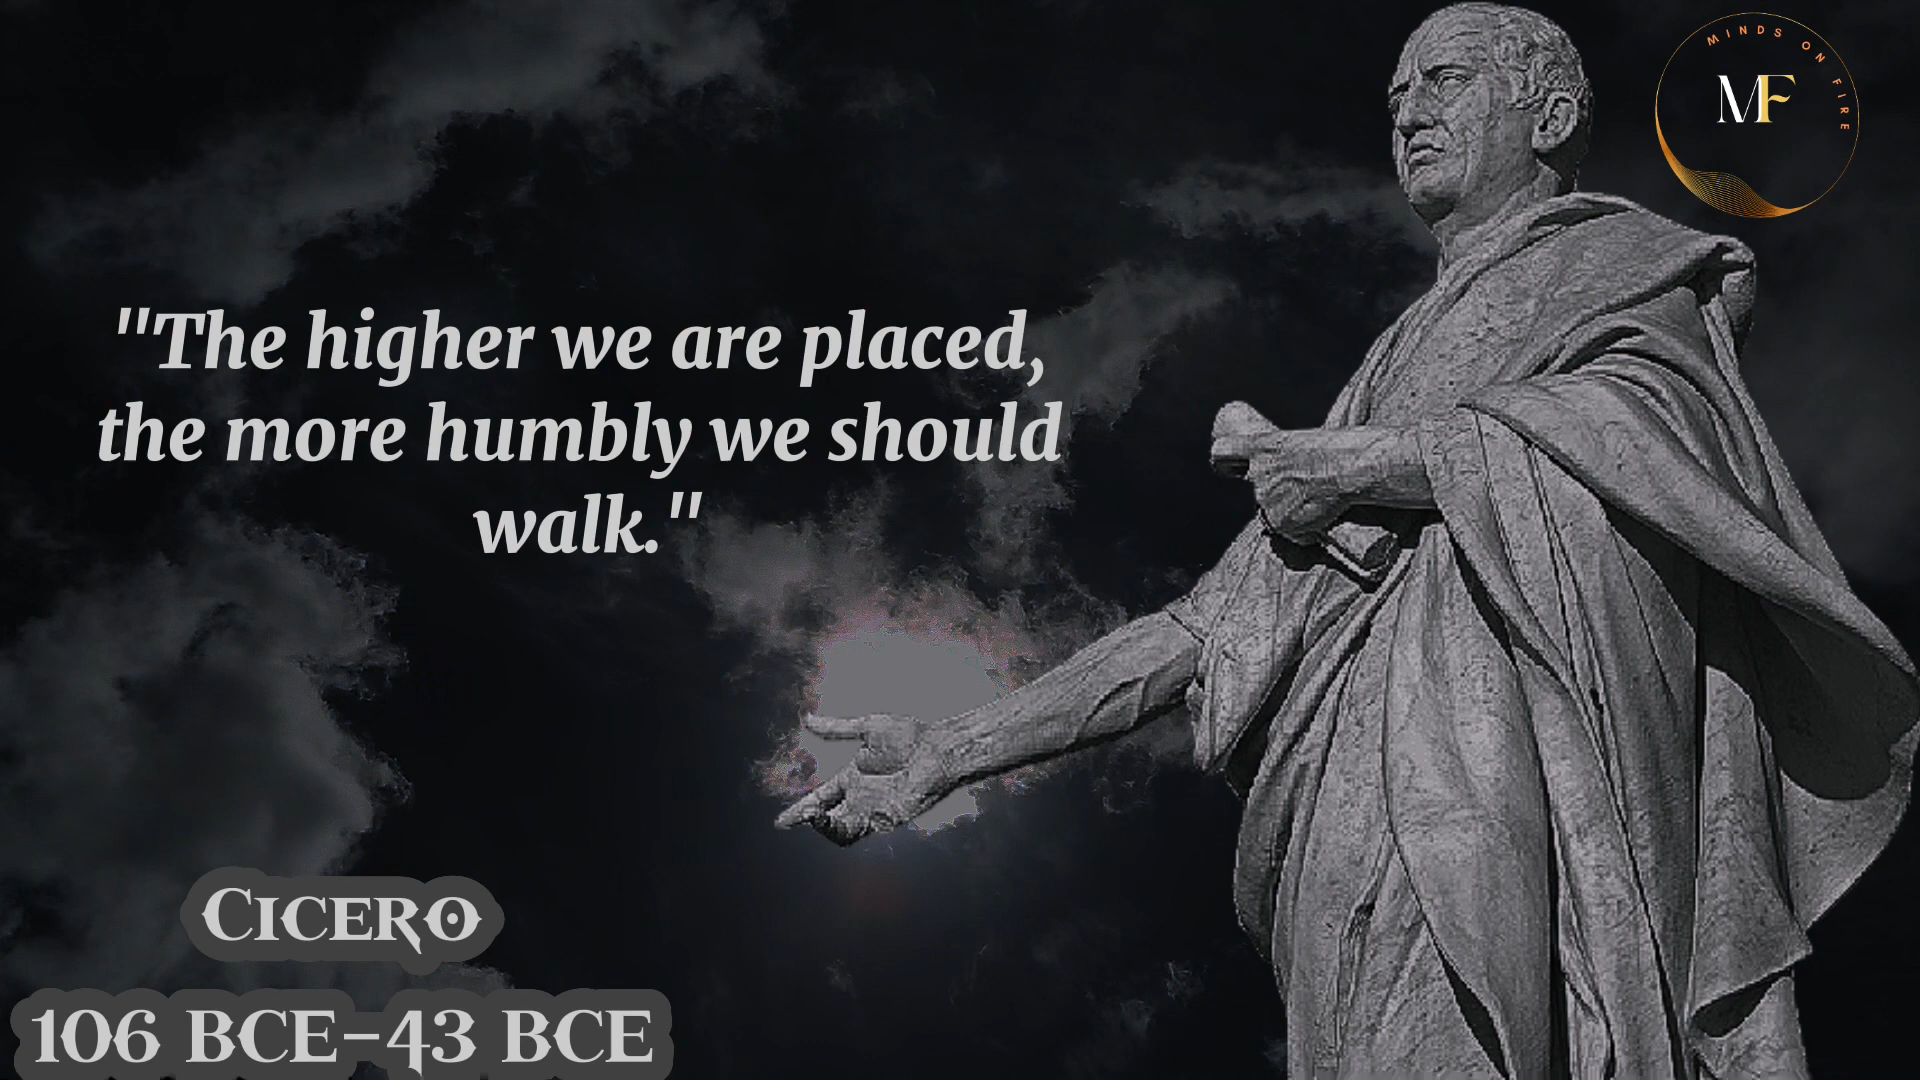 MINDS ON FIRE
MF
"The higher we are placed,
the more humbly we should
walk."
CICERO
106 BCE-43 BCE